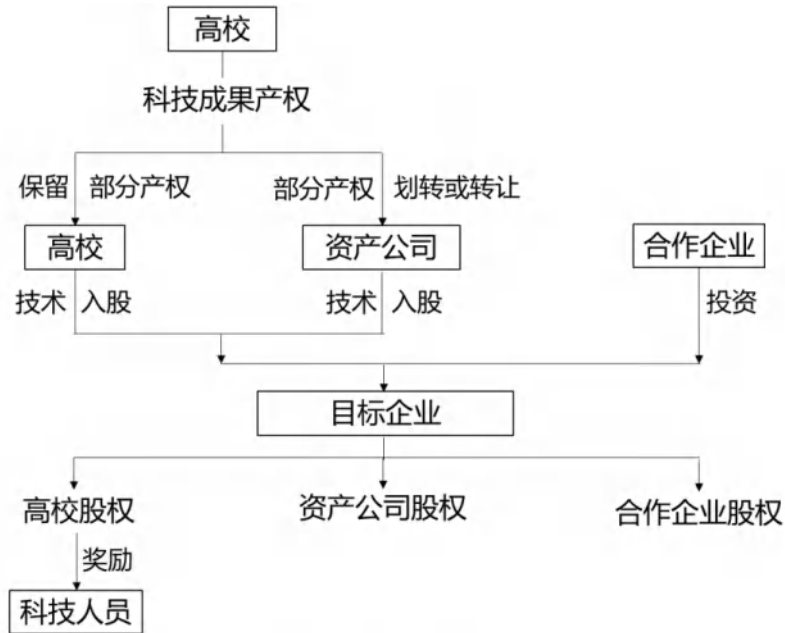 高校
科技成果产权
保留 部分产权 部分产权 划转或转让
高校 资产公司 合作企业
技术 入股 技术 入股 投资
目标企业
高校股权 资产公司股权 合作企业股权
奖励
科技人员